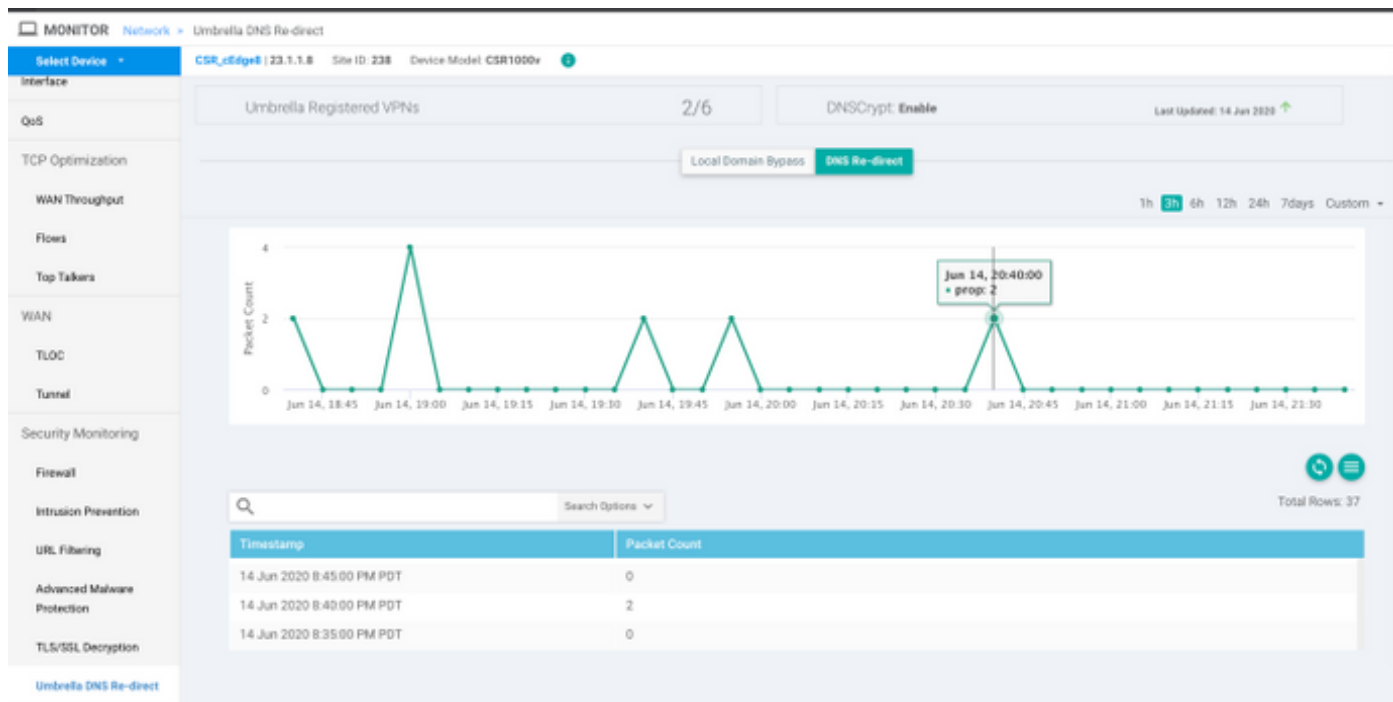 MONITOR Network > Umbrella DNS Re-direct
Select Device CSR_cEdge8 | 23.1.1.8 Site ID: 238 Device Model: CSR1000v
Interface
QoS
TCP Optimization
WAN Throughput
Flows
Top Talkers
WAN
TLOC
Tunnel
Security Monitoring
Firewall
Intrusion Prevention
URL Filtering
Advanced Malware
Protection
TLS/SSL Decryption
Umbrella DNS Re-direct
Umbrella Registered VPNs 2/6
DNSCrypt: Enable Last Updated: 14 Jun 2020
Local Domain Bypass DNS Re-direct
1h 3h 6h 12h 24h 7days Custom
Packet Count
4
2
0
Jun 14, 20:40:00
• prop: 2
Jun 14, 18:45 Jun 14, 19:00 Jun 14, 19:15 Jun 14, 19:30 Jun 14, 19:45 Jun 14, 20:00 Jun 14, 20:15 Jun 14, 20:30 Jun 14, 20:45 Jun 14, 21:00 Jun 14, 21:15 Jun 14, 21:30
Search Options
Total Rows: 37
Timestamp Packet Count
14 Jun 2020 8:45:00 PM PDT 0
14 Jun 2020 8:40:00 PM PDT 2
14 Jun 2020 8:35:00 PM PDT 0